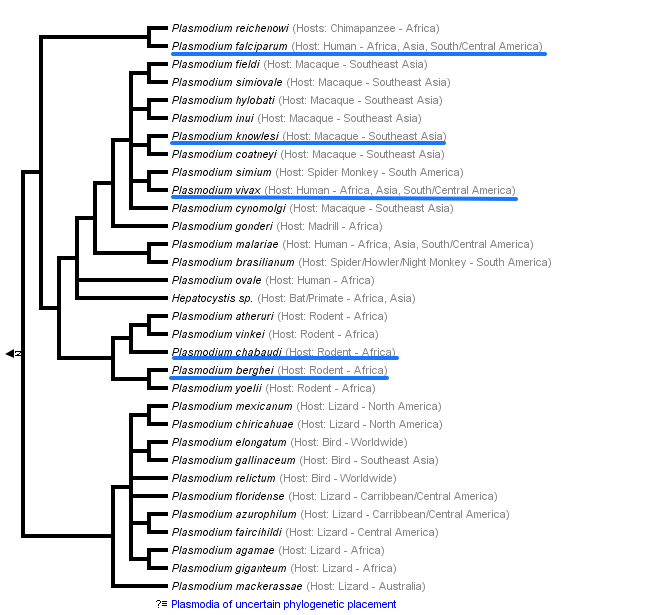 Plasmodium reichenowi (Hosts: Chimapanzee - Africa)
Plasmodium falciparum (Host: Human - Africa, Asia, South/Central America)
Plasmodium fieldi (Host: Macaque - Southeast Asia)
Plasmodium simiovale (Host: Macaque - Southeast Asia)
Plasmodium hylobati (Host: Macaque - Southeast Asia)
Plasmodium inui (Host: Macaque - Southeast Asia)
Plasmodium knowlesi (Host: Macaque - Southeast Asia)
Plasmodium coatneyi (Host: Macaque - Southeast Asia)
Plasmodium simium (Host: Spider Monkey - South America)
Plasmodium vivax (Host: Human - Africa, Asia, South/Central America)
Plasmodium cynomolgi (Host: Macaque - Southeast Asia)
Plasmodium gonderi (Host: Madrill - Africa)
Plasmodium malariae (Host: Human - Africa, Asia, South/Central America)
Plasmodium brasilianum (Host: Spider/Howler/Night Monkey - South America)
Plasmodium ovale (Host: Human - Africa)
Hepatocystis sp. (Host: Bat/Primate - Africa, Asia)
Plasmodium atheruri (Host: Rodent - Africa)
Plasmodium vinkei (Host: Rodent - Africa)
Plasmodium chabaudi (Host: Rodent - Africa)
Plasmodium berghei (Host: Rodent - Africa)
Plasmodium yoelii (Host: Rodent - Africa)
Plasmodium mexicanum (Host: Lizard - North America)
Plasmodium chiricahuae (Host: Lizard - North America)
Plasmodium elongatum (Host: Bird - Worldwide)
Plasmodium gallinaceum (Host: Bird - Southeast Asia)
Plasmodium relictum (Host: Bird - Worldwide)
Plasmodium floridense (Host: Lizard - Carribbean/Central America)
Plasmodium azurophilum (Host: Lizard - Carribbean/Central America)
Plasmodium faircihildi (Host: Lizard - Central America)
Plasmodium agamae (Host: Lizard - Africa)
Plasmodium giganteum (Host: Lizard - Africa)
Plasmodium mackerassae (Host: Lizard - Australia)
?≡ Plasmodia of uncertain phylogenetic placement